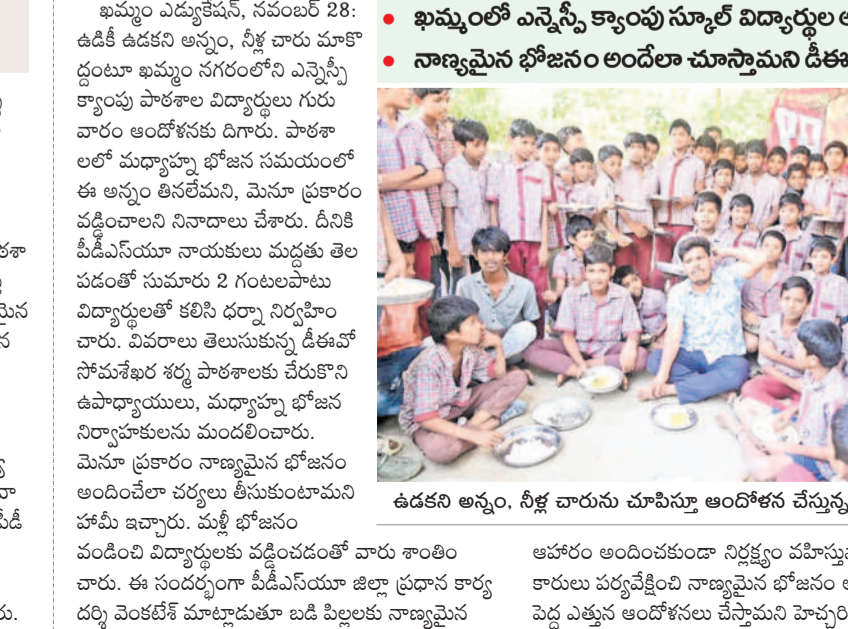 ఖమ్మంలో ఎన్నెస్పీ క్యాంపు స్కూల్ విద్యార్థుల
నాణ్యమైన భోజనం అందేలా చూస్తామని డీఈ
ఖమ్మం ఎడ్యుకేషన్, నవంబర్ 28:
ఉడికీ ఉడకని అన్నం, నీళ్ల చారు మాకొ
ద్దంటూ ఖమ్మం నగరంలోని ఎన్నెస్పీ
క్యాంపు పాఠశాల విద్యార్థులు గురు
వారం ఆందోళనకు దిగారు. పాఠశా
లలో మధ్యాహ్న భోజన సమయంలో
ఈ అన్నం తినలేమని, మెనూ ప్రకారం
వడ్డించాలని నినాదాలు చేశారు. దీనికి
పీడీఎస్‌యూ నాయకులు మద్దతు తెల
పడంతో సుమారు 2 గంటలపాటు
విద్యార్థులతో కలిసి ధర్నా నిర్వహిం
చారు. వివరాలు తెలుసుకున్న డీఈవో
సోమశేఖర శర్మ పాఠశాలకు చేరుకొని
ఉపాధ్యాయులు, మధ్యాహ్న భోజన
నిర్వాహకులను మందలించారు.
మెనూ ప్రకారం నాణ్యమైన భోజనం
అందించేలా చర్యలు తీసుకుంటామని
హామీ ఇచ్చారు. మళ్లీ భోజనం
వండించి విద్యార్థులకు వడ్డించడంతో వారు శాంతిం
చారు. ఈ సందర్భంగా పీడీఎస్‌యూ జిల్లా ప్రధాన కార్య
దర్శి వెంకటేశ్ మాట్లాడుతూ బడి పిల్లలకు నాణ్యమైన
ఉడకని అన్నం, నీళ్ల చారును చూపిస్తూ ఆందోళన చేస్తున్న
ఆహారం అందించకుండా నిర్లక్ష్యం వహిస్తు
కారులు పర్యవేక్షించి నాణ్యమైన భోజనం
పెద్ద ఎత్తున ఆందోళనలు చేస్తామని హెచ్చరి